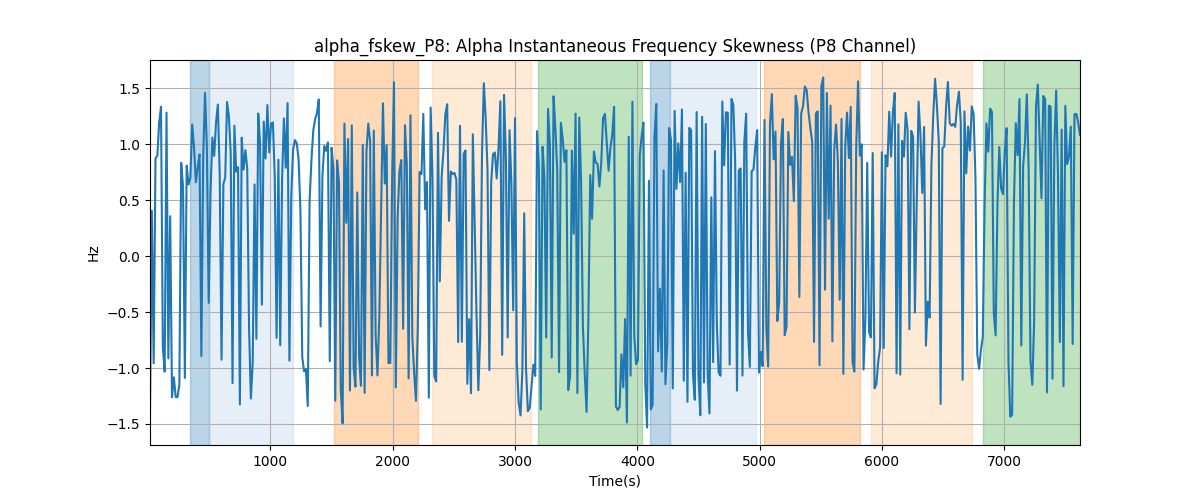 alpha_fskew_P8: Alpha Instantaneous Frequency Skewness (P8 Channel)
1.5
1.0
0.5
0.0
−0.5
−1.0
−1.5
Hz
1000 2000 3000 4000 5000 6000 7000
Time(s)